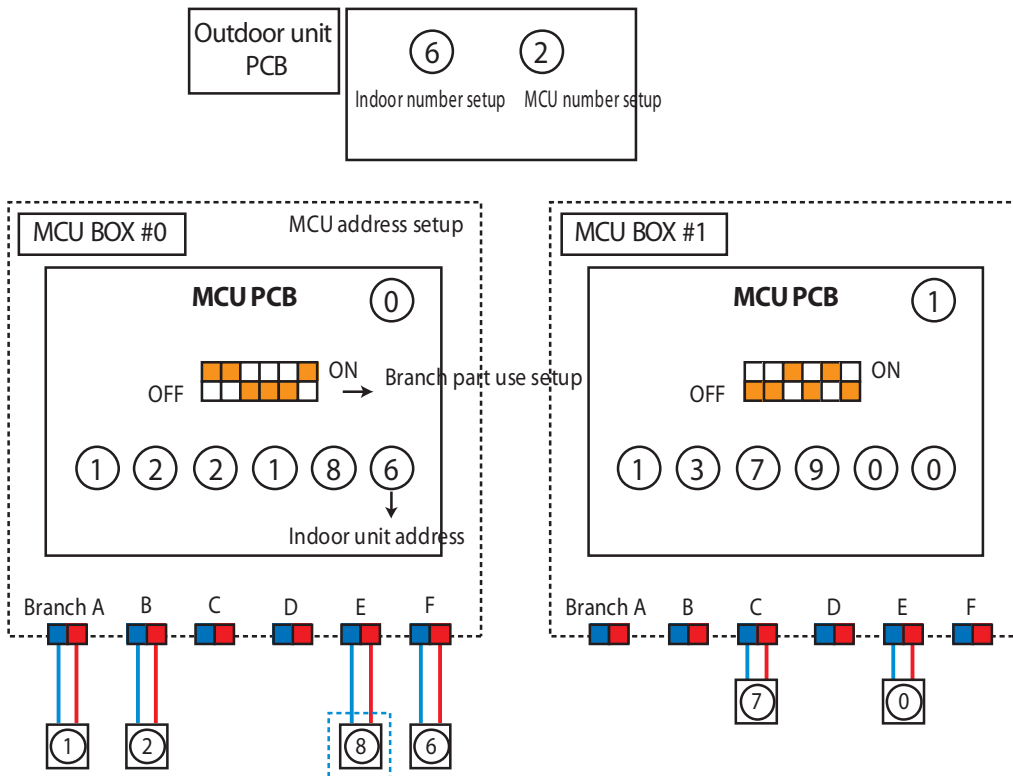 Outdoor unit
PCB
6 2
Indoor number setup MCU number setup
MCU BOX #0
MCU address setup
MCU PCB 0
ON
OFF
Branch part use setup
1 2 2 1 8 6
Indoor unit address
Branch A B C D E F
1 2 8 6
MCU BOX #1
MCU PCB 1
ON
OFF
1 3 7 9 0 0
Branch A B C D E F
7 0